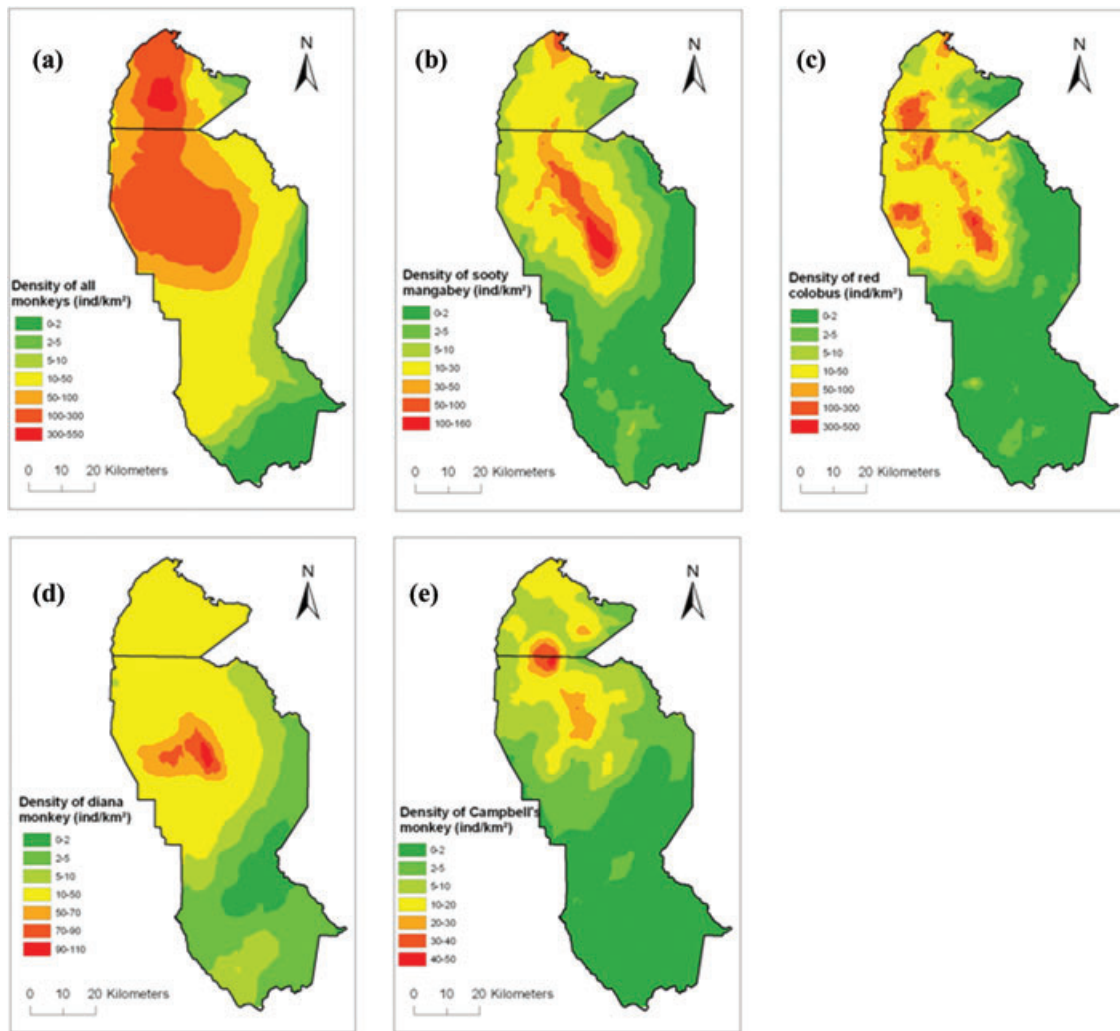 (a)
N
Density of all
monkeys (ind/km²)
0-2
2-5
5-10
10-50
50-100
100-300
300-550
0 10 20 Kilometers
(b)
N
Density of sooty
mangabey (ind/km²)
0-2
2-5
5-10
10-30
30-50
50-100
100-160
0 10 20 Kilometers
(c)
N
Density of red
colobus (ind/km²)
0-2
2-5
5-10
10-50
50-100
100-300
300-500
0 10 20 Kilometers
(d)
N
Density of diana
monkey (ind/km²)
0-2
2-5
5-10
10-50
50-70
70-90
90-110
0 10 20 Kilometers
(e)
N
Density of Campbell's
monkey (ind/km²)
0-2
2-5
5-10
10-20
20-30
30-40
40-50
0 10 20 Kilometers